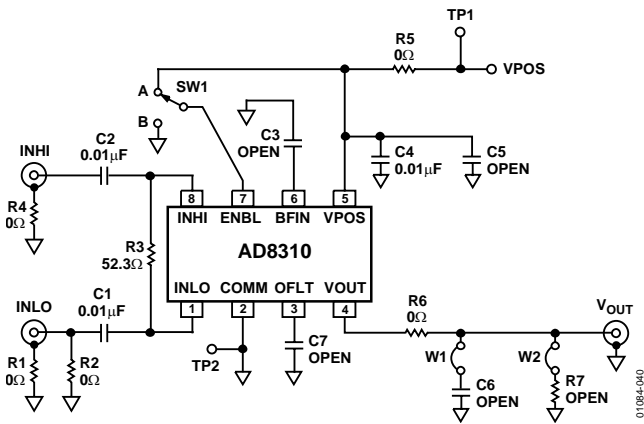 TP1
R5
0Ω
VPOS
A
SW1
B
C3
OPEN
C2
0.01µF
INHI
C4
0.01µF
C5
OPEN
R4
0Ω
8
7
6
5
INHI
ENBL
BFIN
VPOS
R3
52.3Ω
AD8310
INLO
COMM
OFLT
VOUT
1
2
3
4
INLO
C1
0.01µF
R6
0Ω
VOUT
R1
0Ω
R2
0Ω
TP2
C7
OPEN
W1
W2
C6
OPEN
R7
OPEN
01084-040